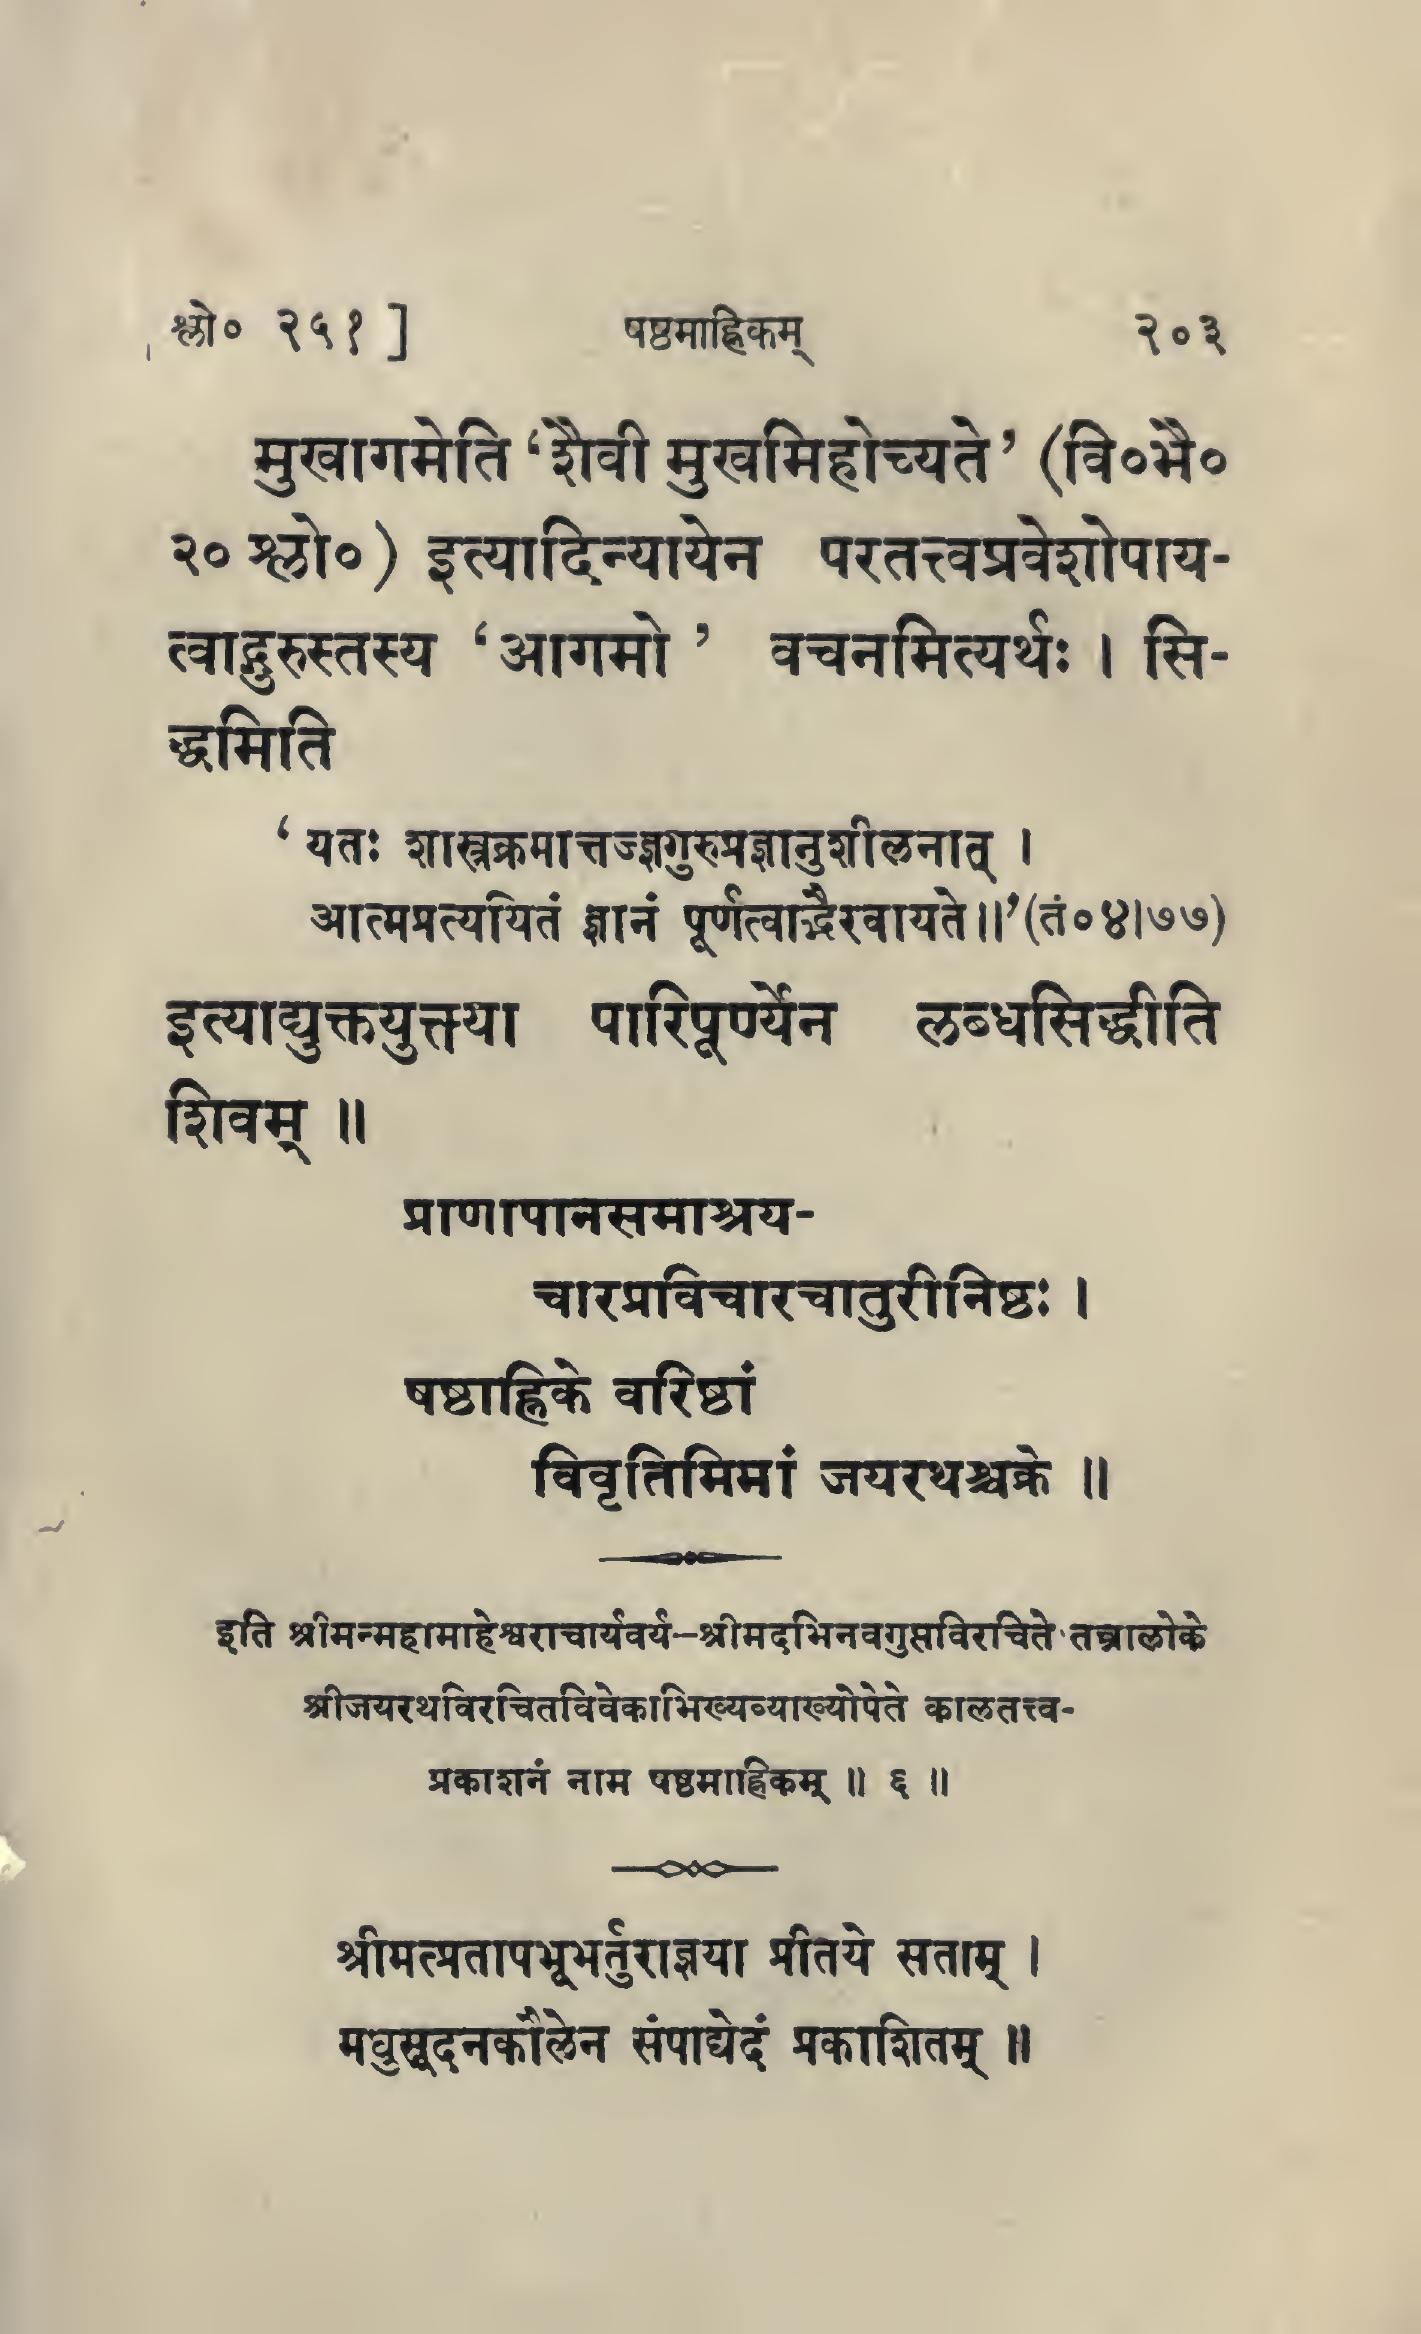 श्लो० २५१ ] षष्ठमाह्निकम् २०३
मुखागमेति ‘शैवी मुखमिहोच्यते’ (वि०भै०
२० श्लो०) इत्यादिन्यायेन परतत्त्वप्रवेशोपाय-
त्वाद्गुरुस्तस्य ‘आगमो’ वचनमित्यर्थः । सि-
द्धमिति
‘यतः शास्त्रक्रमात्तज्ज्ञगुरुप्रज्ञानुशीलनात् ।
आत्मप्रत्ययितं ज्ञानं पूर्णत्वाद्भैरवायते॥’ (तं०४।७७)
इत्याद्युक्तयुक्त्या पारिपूर्ण्येन लब्धसिद्धीति
शिवम् ॥
प्राणापानसमाश्रय-
चारप्रविचारचातुरीनिष्ठः ।
षष्ठाह्निके वरिष्ठां
विवृतिमिमां जयरथश्चक्रे ॥
इति श्रीमन्महामाहेश्वराचार्यवर्य–श्रीमदभिनवगुप्तविरचिते तन्त्रालोके
श्रीजयरथविरचितविवेकाभिख्यव्याख्योपेते कालतत्त्व-
प्रकाशनं नाम षष्ठमाह्निकम् ॥ ६ ॥
श्रीमत्प्रतापभूभर्तुराज्ञया प्रीतये सताम् ।
मधुसूदनकौलेन संपाद्येदं प्रकाशितम् ॥